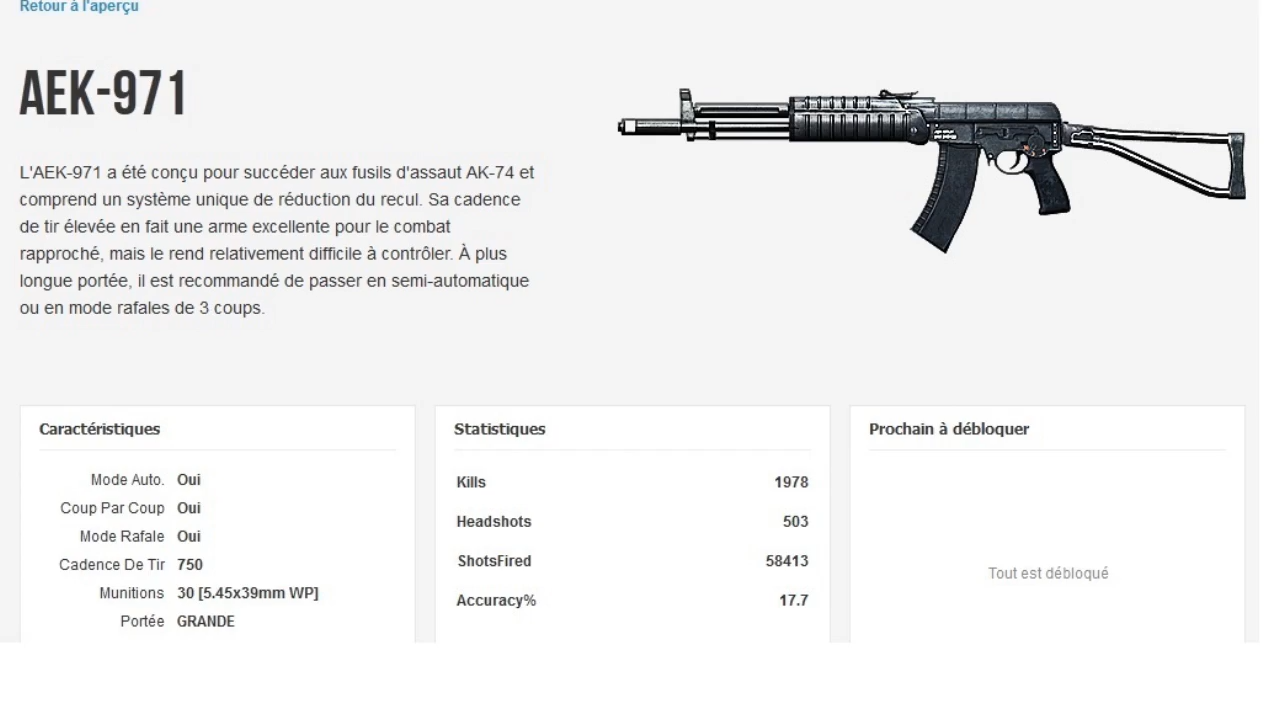 Retour à l'aperçu
AEK-971
L'AEK-971 a été conçu pour succéder aux fusils d'assaut AK-74 et
comprend un système unique de réduction du recul. Sa cadence
de tir élevée en fait une arme excellente pour le combat
rapproché, mais le rend relativement difficile à contrôler. À plus
longue portée, il est recommandé de passer en semi-automatique
ou en mode rafales de 3 coups.
Caractéristiques
Mode Auto. Oui
Coup Par Coup Oui
Mode Rafale Oui
Cadence De Tir 750
Munitions 30 [5.45x39mm WP]
Portée GRANDE
Statistiques
Kills 1978
Headshots 503
ShotsFired 58413
Accuracy% 17.7
Prochain à débloquer
Tout est débloqué